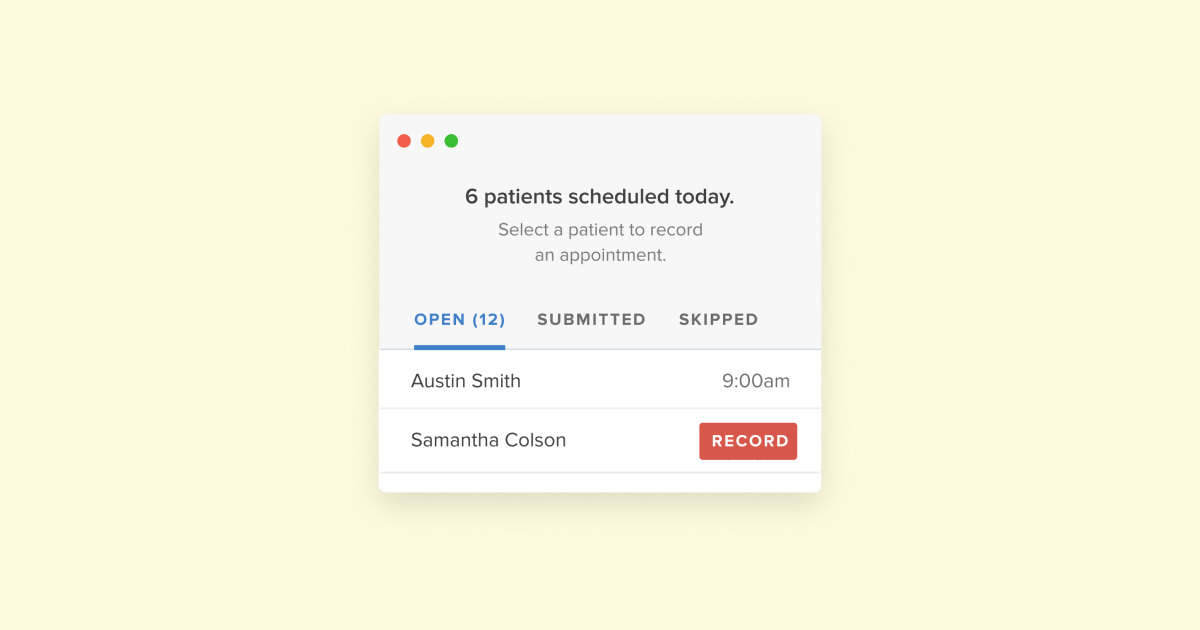 6 patients scheduled today.
Select a patient to record
an appointment.
OPEN (12) SUBMITTED SKIPPED
Austin Smith 9:00am
Samantha Colson RECORD